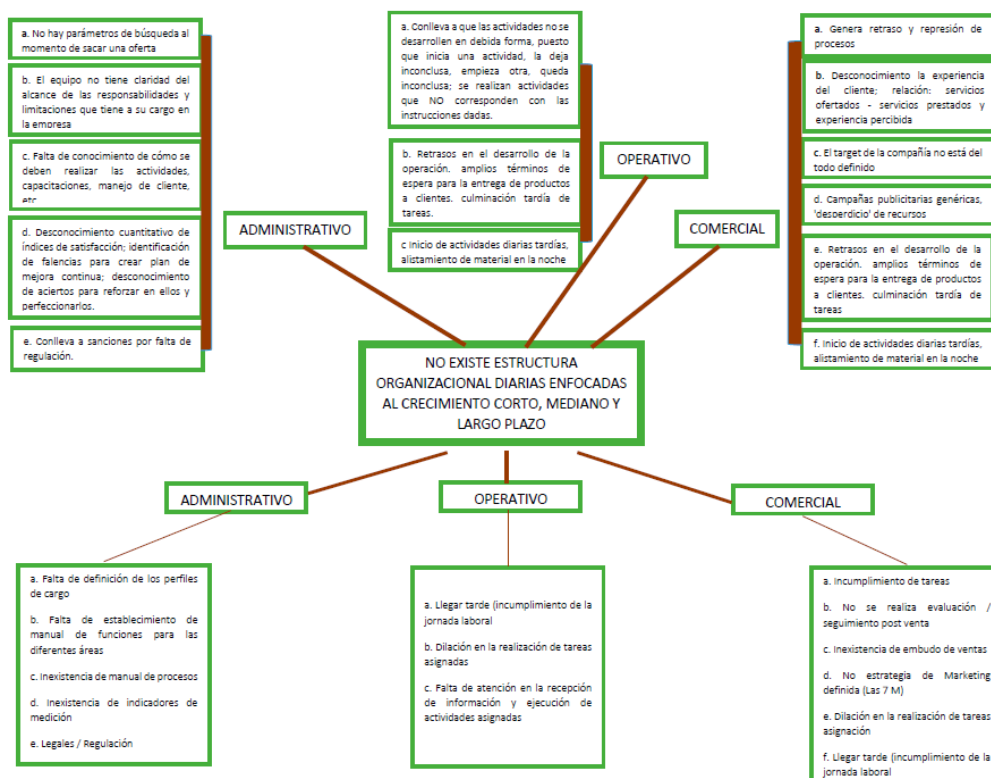 a. No hay parámetros de búsqueda al
momento de sacar una oferta
b. El equipo no tiene claridad del
alcance de las responsabilidades y
limitaciones que tiene a su cargo en
la emoresa
c. Falta de conocimiento de cómo se
deben realizar las actividades,
capacitaciones, manejo de cliente,
etc
d. Desconocimiento cuantitativo de
índices de satisfacción; identificación
de falencias para crear plan de
mejora continua; desconocimiento
de aciertos para reforzar en ellos y
perfeccionarlos.
e. Conlleva a sanciones por falta de
regulación.
ADMINISTRATIVO
a. Conlleva a que las actividades no se
desarrollen en debida forma, puesto
que inicia una actividad, la deja
inconclusa, empieza otra, queda
inconclusa; se realizan actividades
que NO corresponden con las
instrucciones dadas.
b. Retrasos en el desarrollo de la
operación. amplios términos de
espera para la entrega de productos
a clientes. culminación tardía de
tareas.
c Inicio de actividades diarias tardías,
alistamiento de material en la noche
OPERATIVO
COMERCIAL
a. Genera retraso y represión de
procesos
b. Desconocimiento la experiencia
del cliente; relación: servicios
ofertados - servicios prestados y
experiencia percibida
c. El target de la compañía no está del
todo definido
d. Campañas publicitarias genéricas,
'desperdicio' de recursos
e. Retrasos en el desarrollo de la
operación. amplios términos de
espera para la entrega de productos
a clientes. culminación tardía de
tareas
f. Inicio de actividades diarias tardías,
alistamiento de material en la noche
NO EXISTE ESTRUCTURA
ORGANIZACIONAL DIARIAS ENFOCADAS
AL CRECIMIENTO CORTO, MEDIANO Y
LARGO PLAZO
ADMINISTRATIVO
OPERATIVO
COMERCIAL
a. Falta de definición de los perfiles
de cargo
b. Falta de establecimiento de
manual de funciones para las
diferentes áreas
c. Inexistencia de manual de procesos
d. Inexistencia de indicadores de
medición
e. Legales / Regulación
a. Llegar tarde (incumplimiento de la
jornada laboral
b. Dilación en la realización de tareas
asignadas
c. Falta de atención en la recepción
de información y ejecución de
actividades asignadas
a. Incumplimiento de tareas
b. No se realiza evaluación /
seguimiento post venta
c. Inexistencia de embudo de ventas
d. No estrategia de Marketing
definida (Las 7 M)
e. Dilación en la realización de tareas
asignación
f. Llegar tarde (incumplimiento de la
jornada laboral